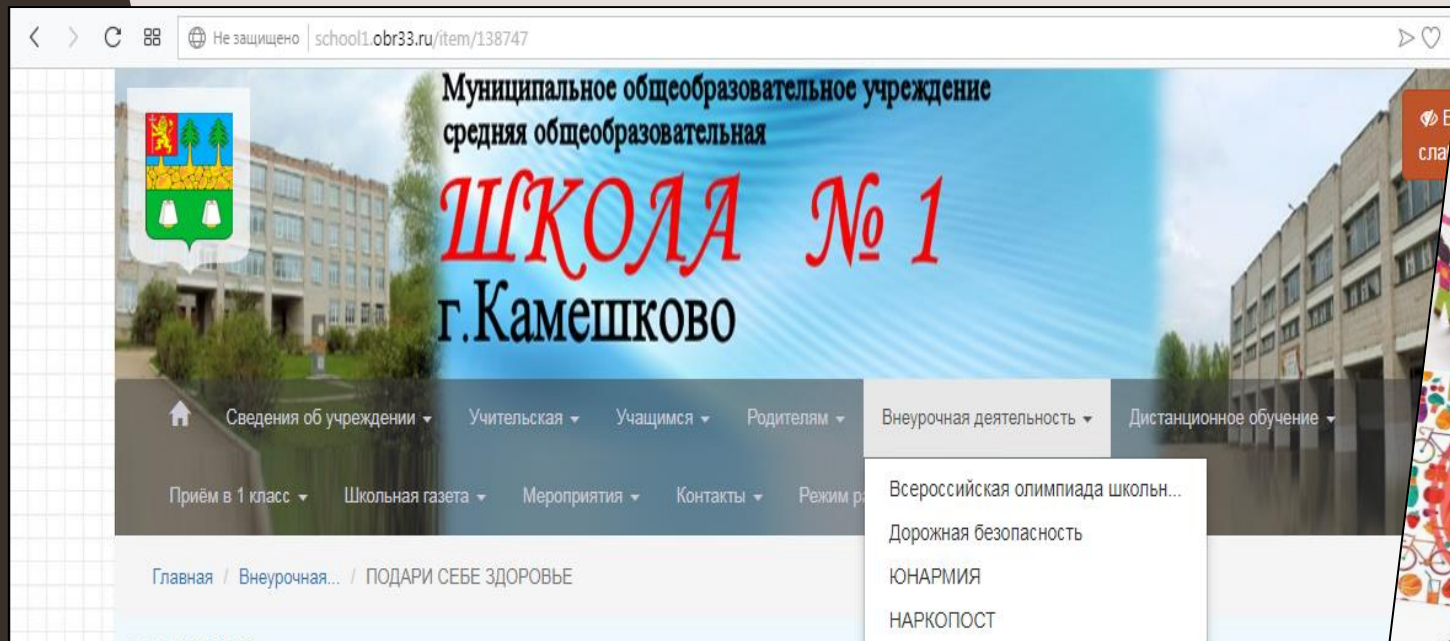 Не защищено school1.obr33.ru/item/138747
Муниципальное общеобразовательное учреждение
средняя общеобразовательная
ШКОЛА № 1
г.Камешково
Сведения об учреждении Учительская Учащимся Родителям Внеурочная деятельность Дистанционное обучение
Приём в 1 класс Школьная газета Мероприятия Контакты Режим
Всероссийская олимпиада школьн...
Дорожная безопасность
ЮНАРМИЯ
НАРКОПОСТ
Главная / Внеурочная... / ПОДАРИ СЕБЕ ЗДОРОВЬЕ